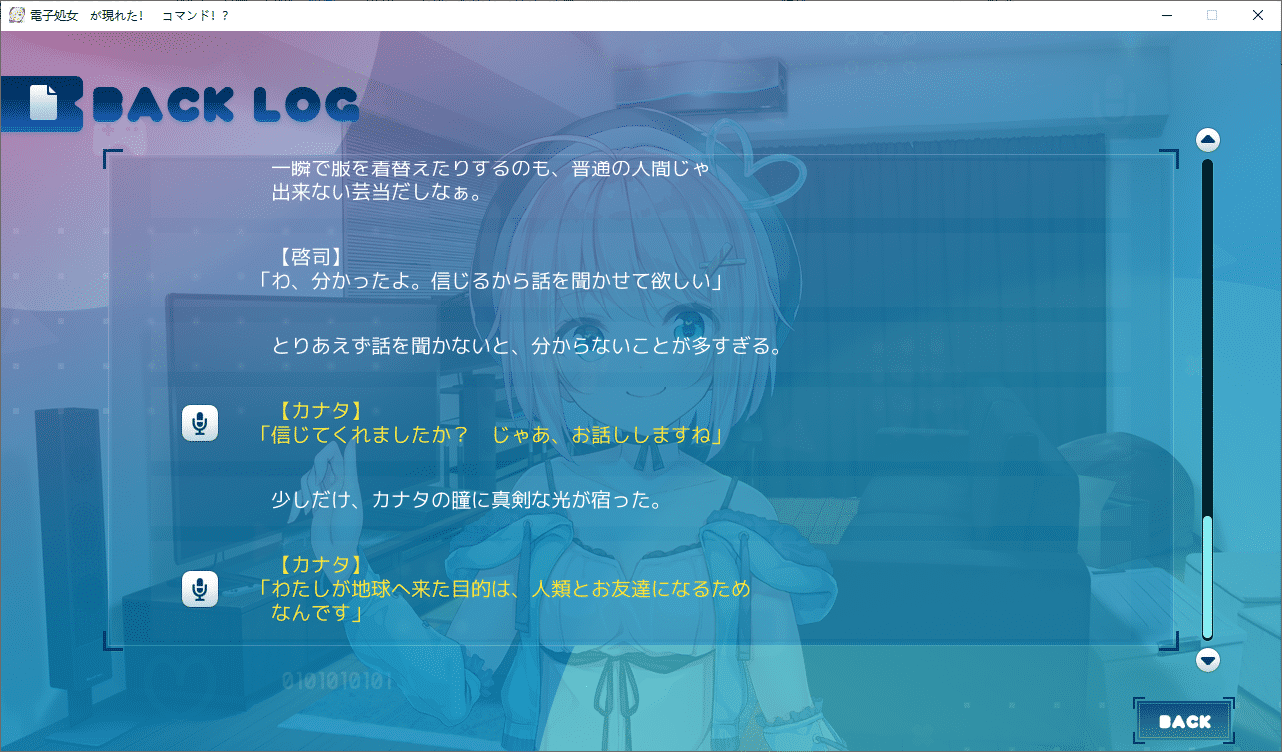 電子処女　が現れた!　コマンド!？
BACK LOG
一瞬で服を着替えたりするのも、普通の人間じゃ
出来ない芸当だしなぁ。
【啓司】
「わ、分かったよ。信じるから話を聞かせて欲しい」
とりあえず話を聞かないと、分からないことが多すぎる。
【カナタ】
「信じてくれましたか？　じゃあ、お話ししますね」
少しだけ、カナタの瞳に真剣な光が宿った。
【カナタ】
「わたしが地球へ来た目的は、人類とお友達になるため
なんです」
0101010101
BACK